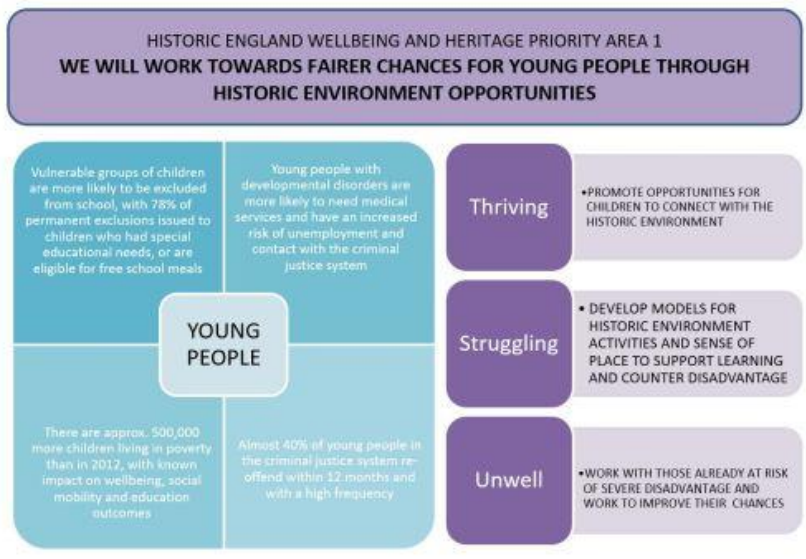 HISTORIC ENGLAND WELLBEING AND HERITAGE PRIORITY AREA 1
WE WILL WORK TOWARDS FAIRER CHANCES FOR YOUNG PEOPLE THROUGH
HISTORIC ENVIRONMENT OPPORTUNITIES
Vulnerable groups of children
are more likely to be excluded
from school, with 78% of
permanent exclusions issued to
children who had special
educational needs, or are
eligible for free school meals
Young people with
developmental disorders are
more likely to need medical
services and have an increased
risk of unemployment and
contact with the criminal
justice system
YOUNG
PEOPLE
There are approx. 500,000
more children living in poverty
than in 2012, with known
impact on wellbeing, social
mobility and education
outcomes
Almost 40% of young people in
the criminal justice system re-
offend within 12 months and
with a high frequency
Thriving
•PROMOTE OPPORTUNITIES FOR
CHILDREN TO CONNECT WITH THE
HISTORIC ENVIRONMENT
Struggling
• DEVELOP MODELS FOR
HISTORIC ENVIRONMENT
ACTIVITIES AND SENSE OF
PLACE TO SUPPORT LEARNING
AND COUNTER DISADVANTAGE
Unwell
•WORK WITH THOSE ALREADY AT RISK
OF SEVERE DISADVANTAGE AND
WORK TO IMPROVE THEIR CHANCES